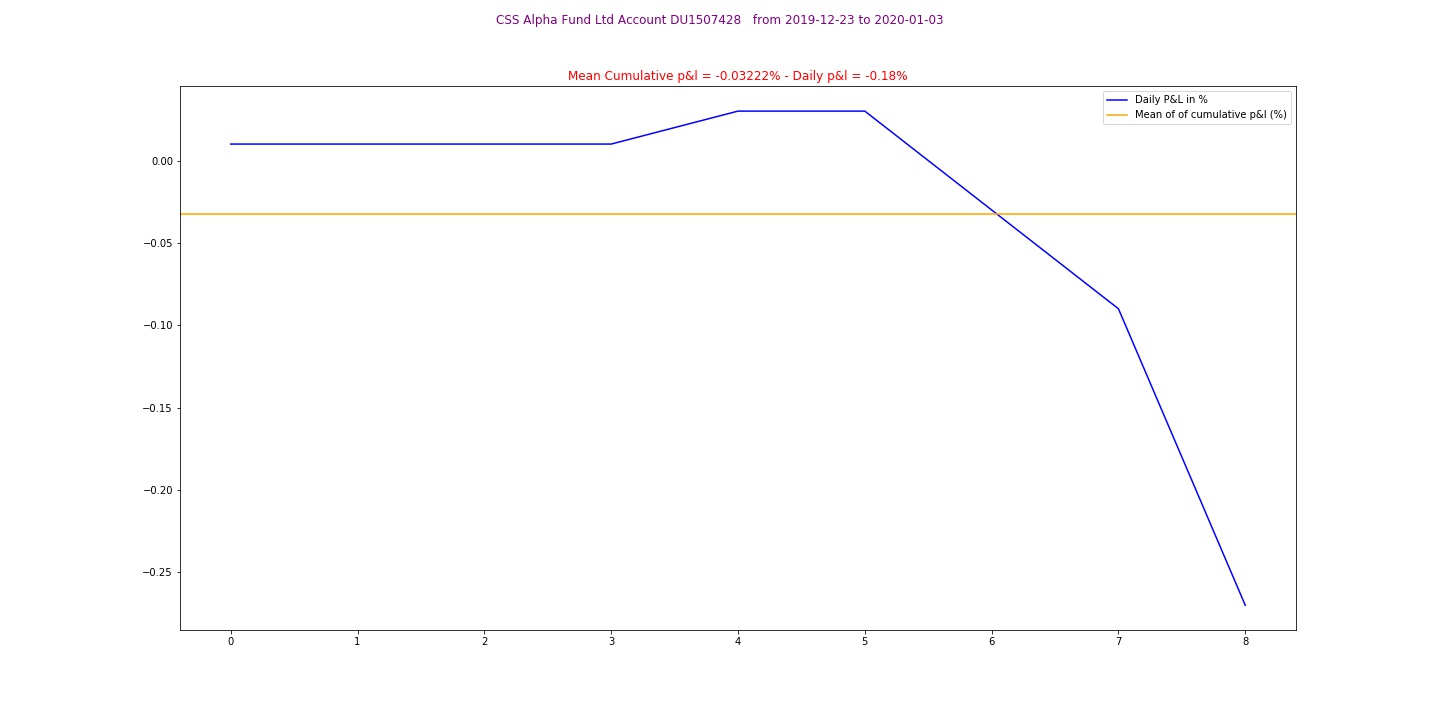 CSS Alpha Fund Ltd Account DU1507428   from 2019-12-23 to 2020-01-03
Mean Cumulative p&l = -0.03222% - Daily p&l = -0.18%
Daily P&L in %
Mean of of cumulative p&l (%)
0.00
−0.05
−0.10
−0.15
−0.20
−0.25
0 1 2 3 4 5 6 7 8